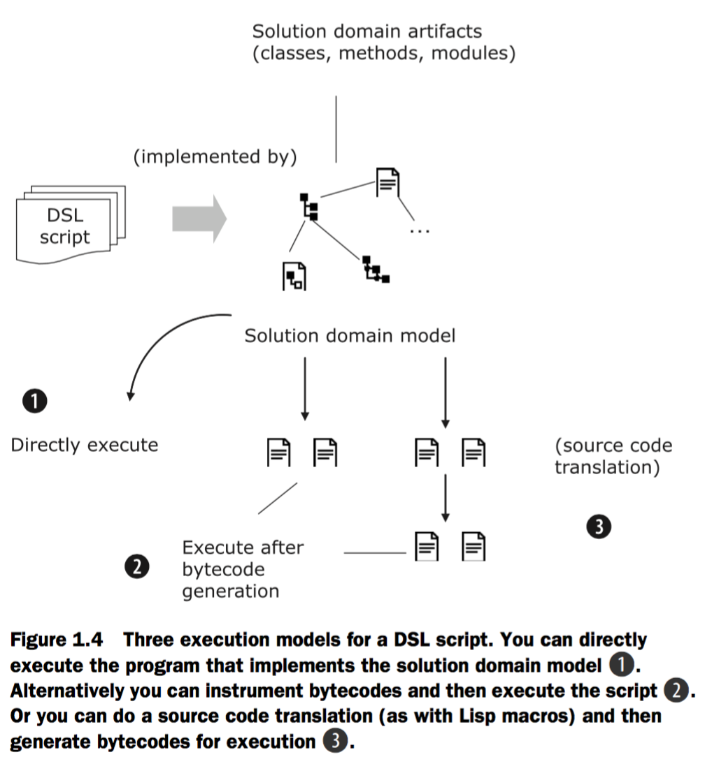 Solution domain artifacts
(classes, methods, modules)
(implemented by)
DSL
script
...
Solution domain model
1
Directly execute
(source code
translation)
3
2
Execute after
bytecode
generation
Figure 1.4 Three execution models for a DSL script. You can directly
execute the program that implements the solution domain model 1.
Alternatively you can instrument bytecodes and then execute the script 2.
Or you can do a source code translation (as with Lisp macros) and then
generate bytecodes for execution 3.